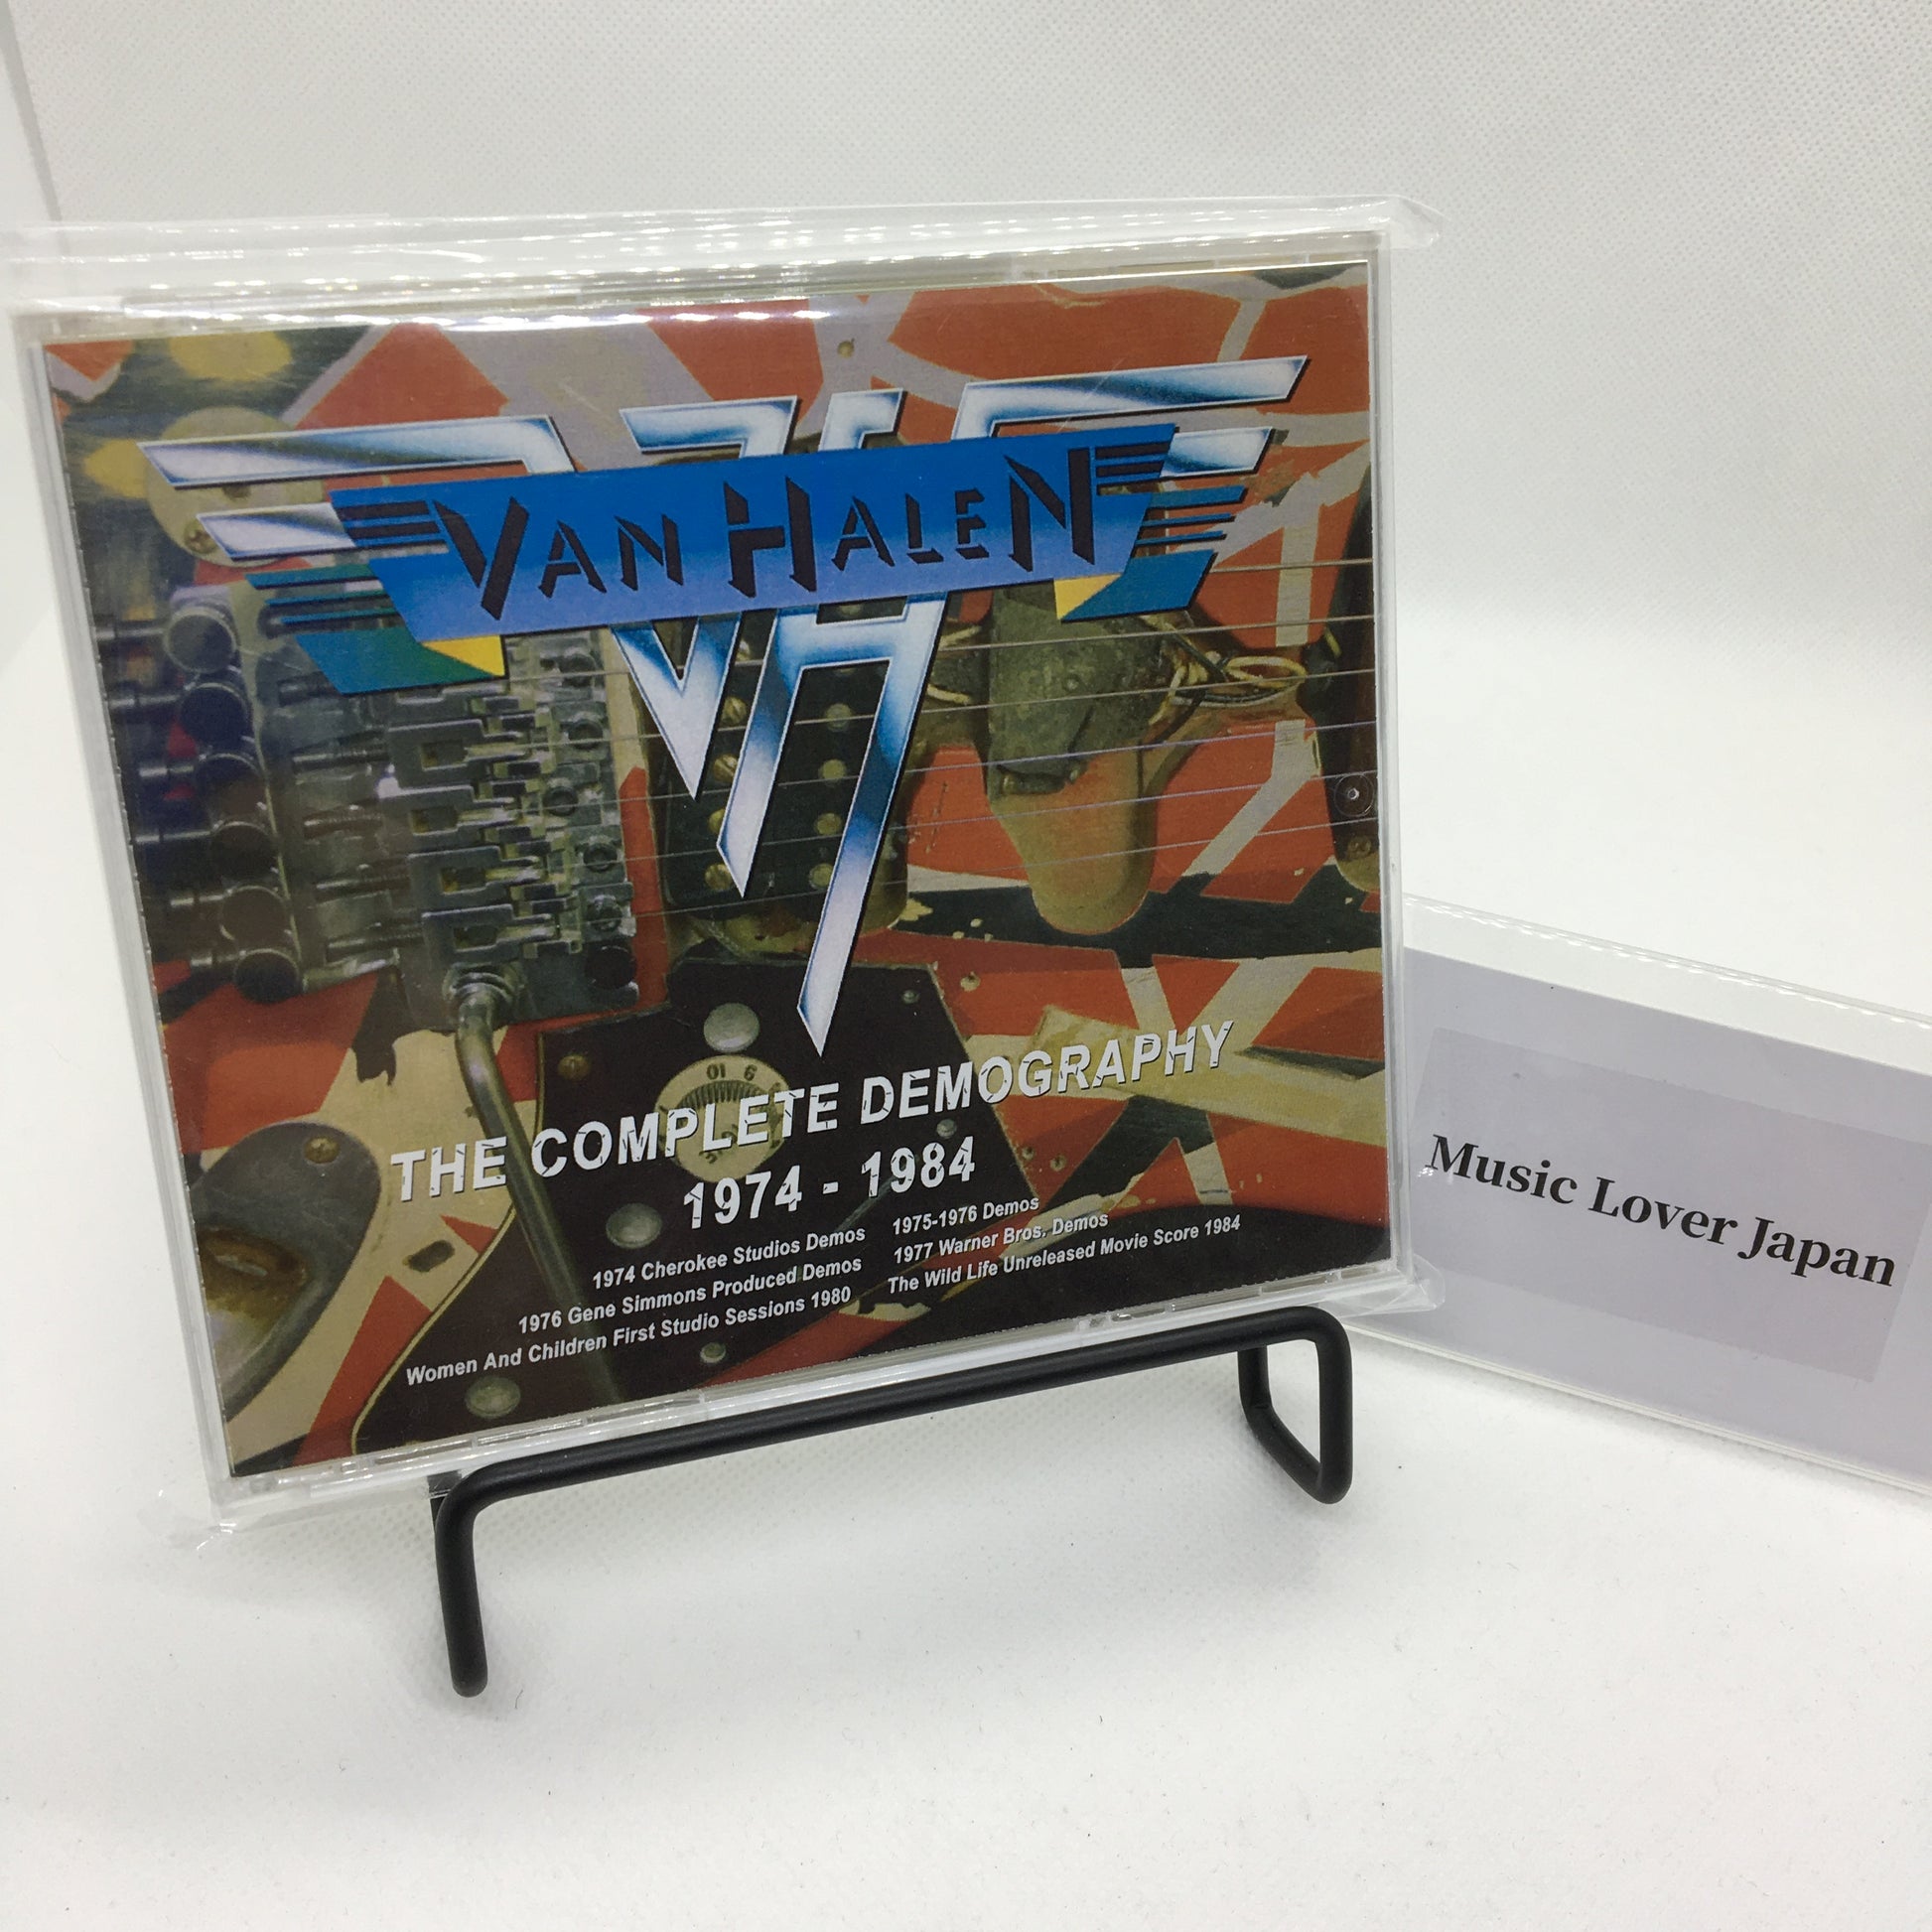 VAN HALEN
THE COMPLETE DEMOGRAPHY
1974 - 1984
1974 Cherokee Studios Demos
1975-1976 Demos
1976 Gene Simmons Produced Demos
1977 Warner Bros. Demos
Women And Children First Studio Sessions 1980
The Wild Life Unreleased Movie Score 1984
10 9
Music Lover Japan